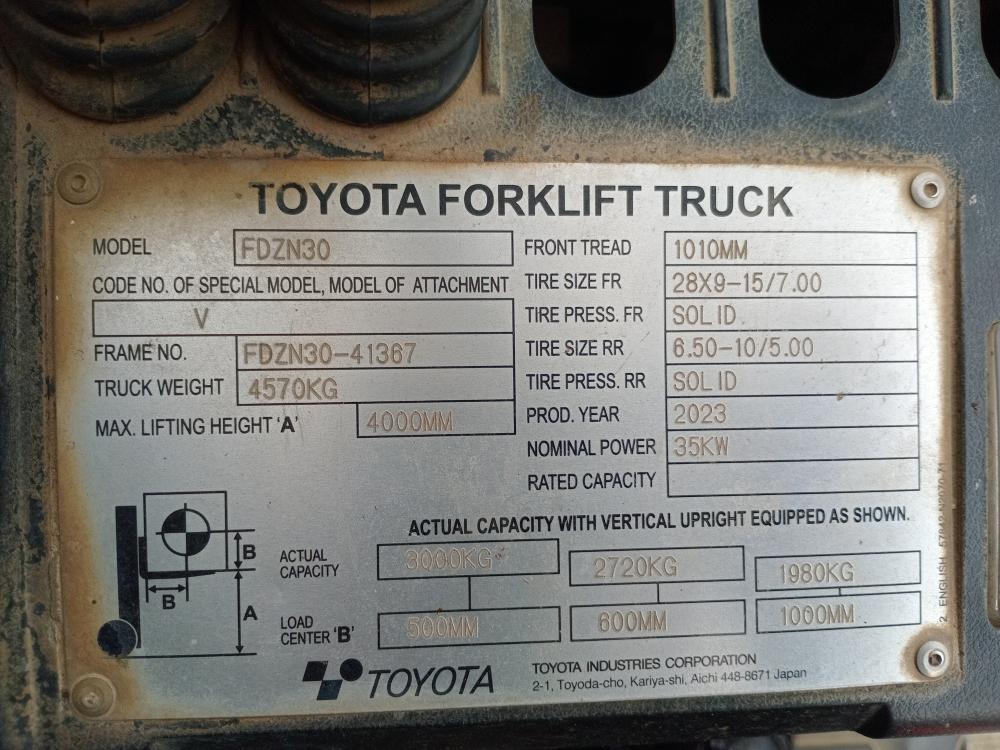 TOYOTA FORKLIFT TRUCK
MODEL FDZN30
CODE NO. OF SPECIAL MODEL, MODEL OF ATTACHMENT
V
FRAME NO. FDZN30-41367
TRUCK WEIGHT 4570KG
MAX. LIFTING HEIGHT 'A' 4000MM
FRONT TREAD 1010MM
TIRE SIZE FR 28X9-15/7.00
TIRE PRESS. FR SOLID
TIRE SIZE RR 6.50-10/5.00
TIRE PRESS. RR SOLID
PROD. YEAR 2023
NOMINAL POWER 35KW
RATED CAPACITY
ACTUAL CAPACITY WITH VERTICAL UPRIGHT EQUIPPED AS SHOWN.
B
B
A
ACTUAL
CAPACITY 3000KG 2720KG 1980KG
LOAD
CENTER 'B' 500MM 600MM 1000MM
TOYOTA
TOYOTA INDUSTRIES CORPORATION
2-1, Toyoda-cho, Kariya-shi, Aichi 448-8671 Japan
2 ENGLISH